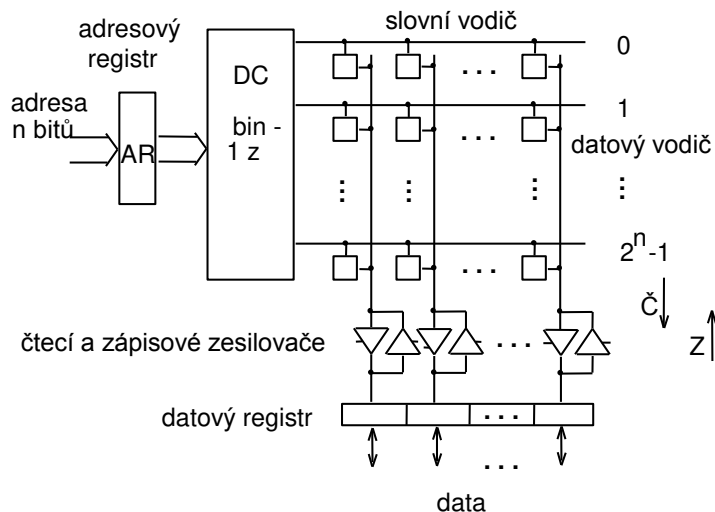 slovní vodič
adresový
registr
0
DC
adresa
n bitů
1
bin -
1 z
AR
datový vodič
. . .
2ⁿ-1
Č
čtecí a zápisové zesilovače
Z
datový registr
data